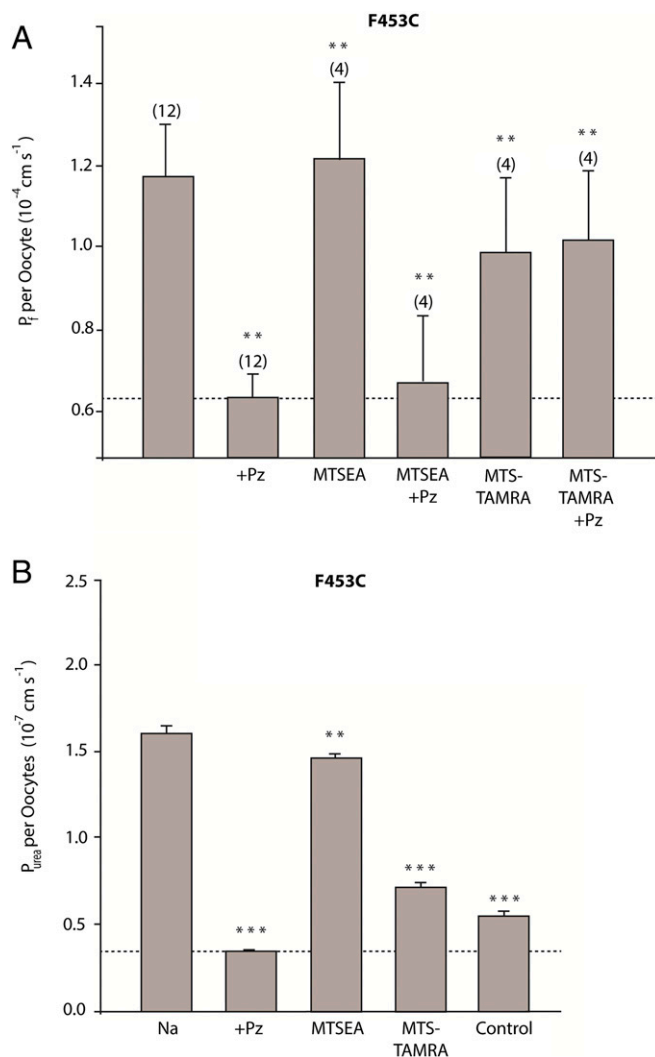 A
F453C
P_f per Oocyte (10⁻⁴ cm s⁻¹)
1.4
1.2
1.0
0.8
0.6
(12)
**
(12)
**
(4)
**
(4)
**
(4)
**
(4)
+Pz
MTSEA
MTSEA
+Pz
MTS-
TAMRA
MTS-
TAMRA
+Pz
B
F453C
P_urea per Oocytes (10⁻⁷ cm s⁻¹)
2.5
2.0
1.5
1.0
0.5
0.0
***
**
***
***
Na
+Pz
MTSEA
MTS-
TAMRA
Control